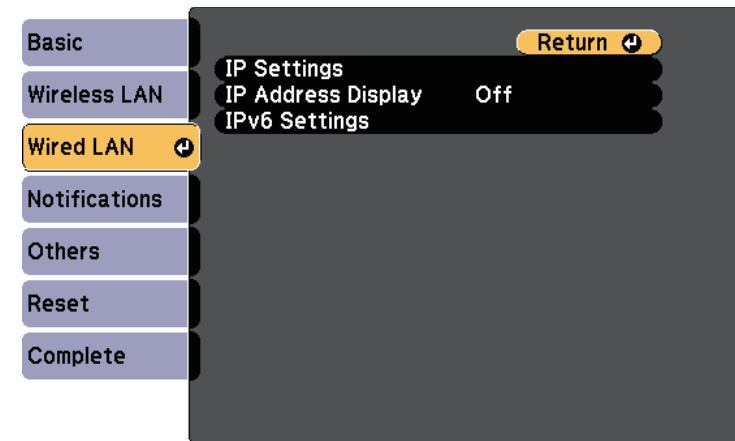 Basic
Wireless LAN
Wired LAN
Notifications
Others
Reset
Complete
Return
IP Settings
IP Address Display Off
IPv6 Settings